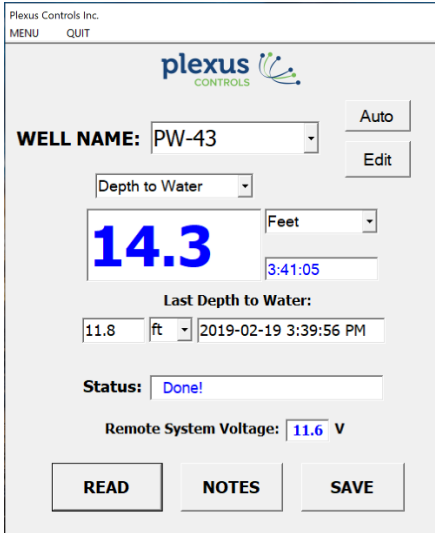 Plexus Controls Inc.
MENU QUIT
plexus
CONTROLS
Auto
WELL NAME: PW-43
Edit
Depth to Water
14.3 Feet
3:41:05
Last Depth to Water:
11.8 ft 2019-02-19 3:39:56 PM
Status: Done!
Remote System Voltage: 11.6 V
READ NOTES SAVE